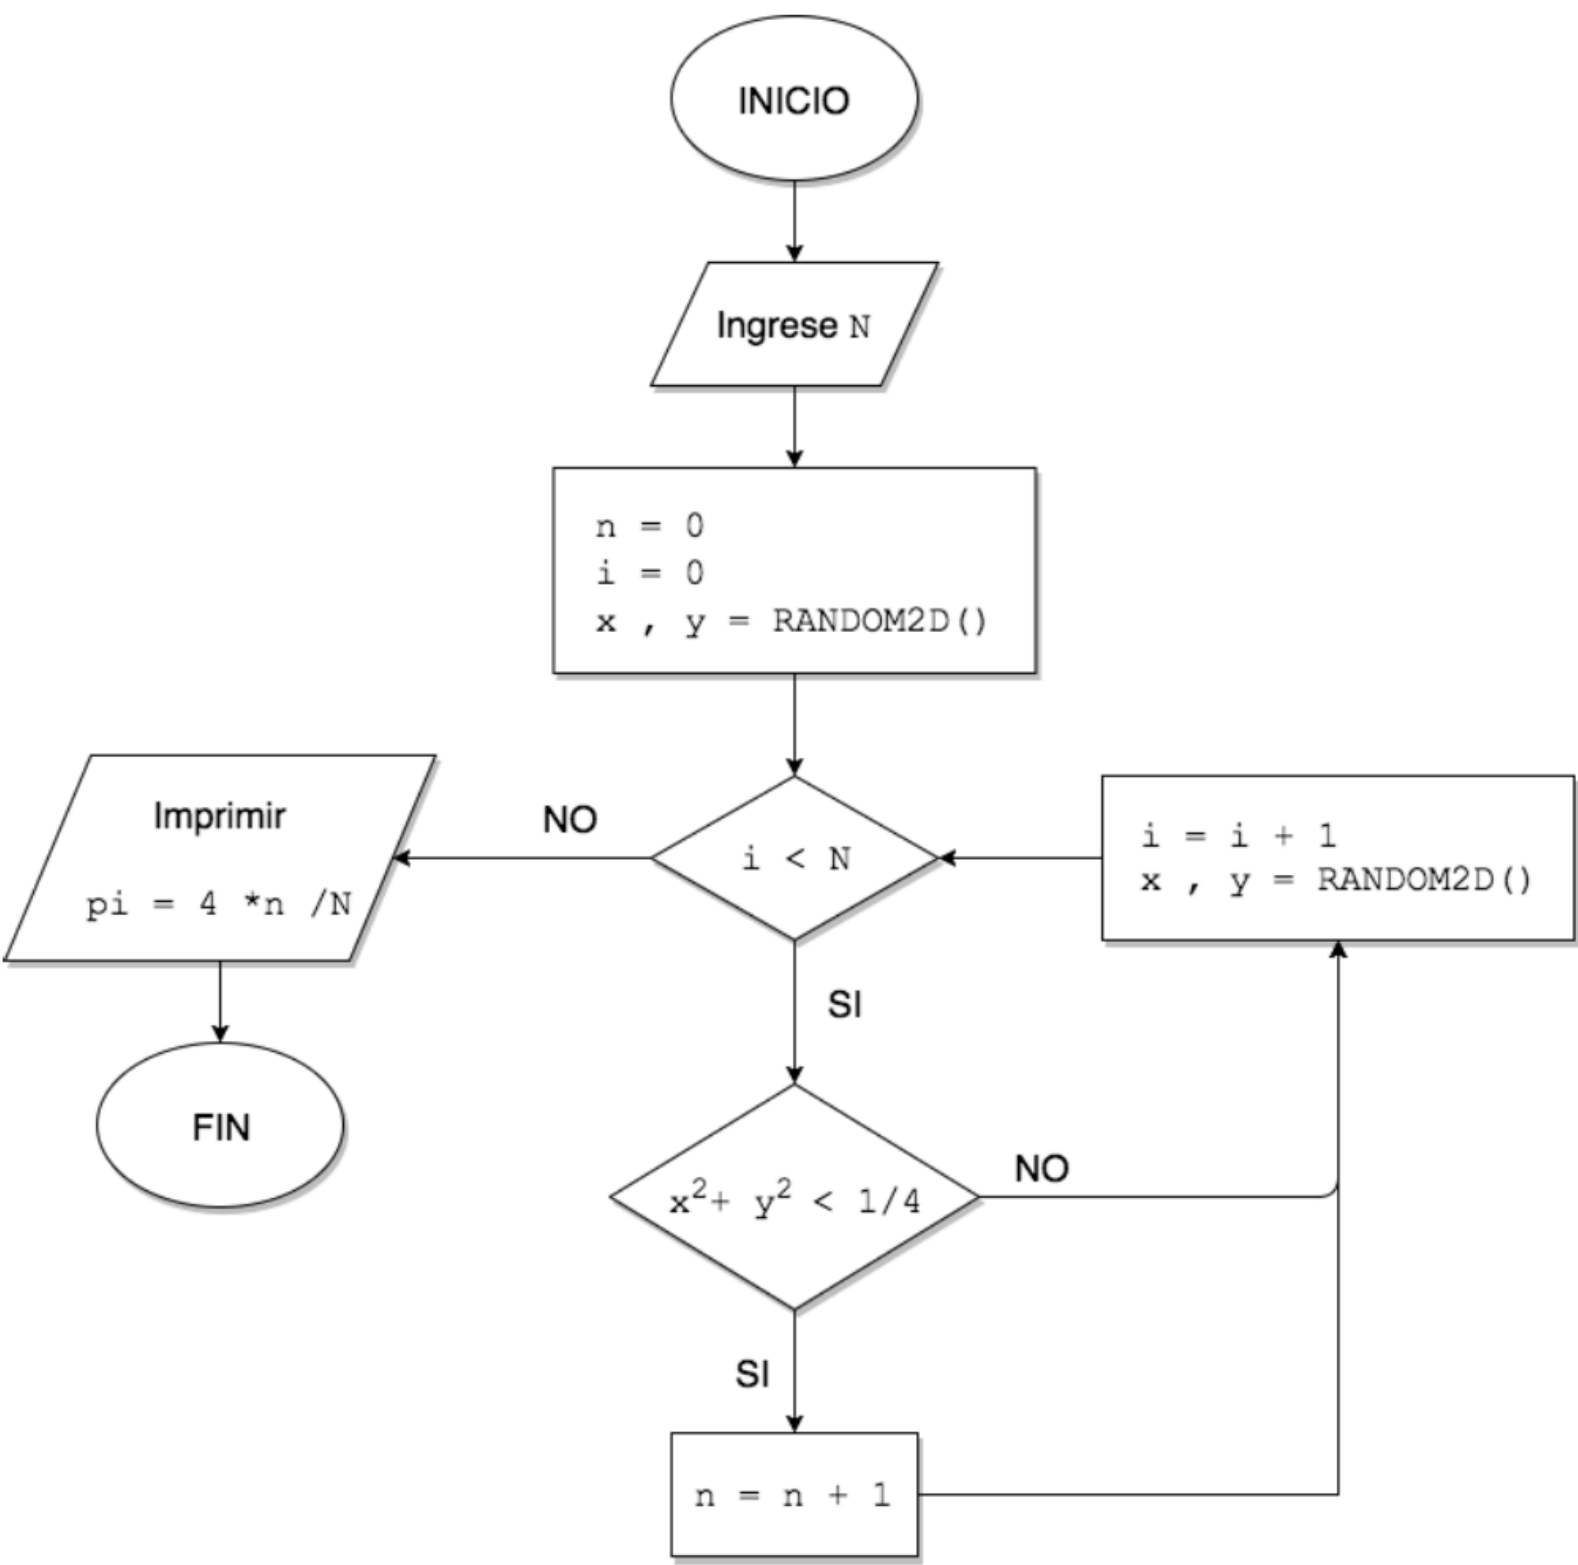 INICIO
Ingrese N
n = 0
i = 0
x , y = RANDOM2D()
i < N
NO
Imprimir
pi = 4 *n /N
FIN
i = i + 1
x , y = RANDOM2D()
SI
x²+ y² < 1/4
NO
SI
n = n + 1